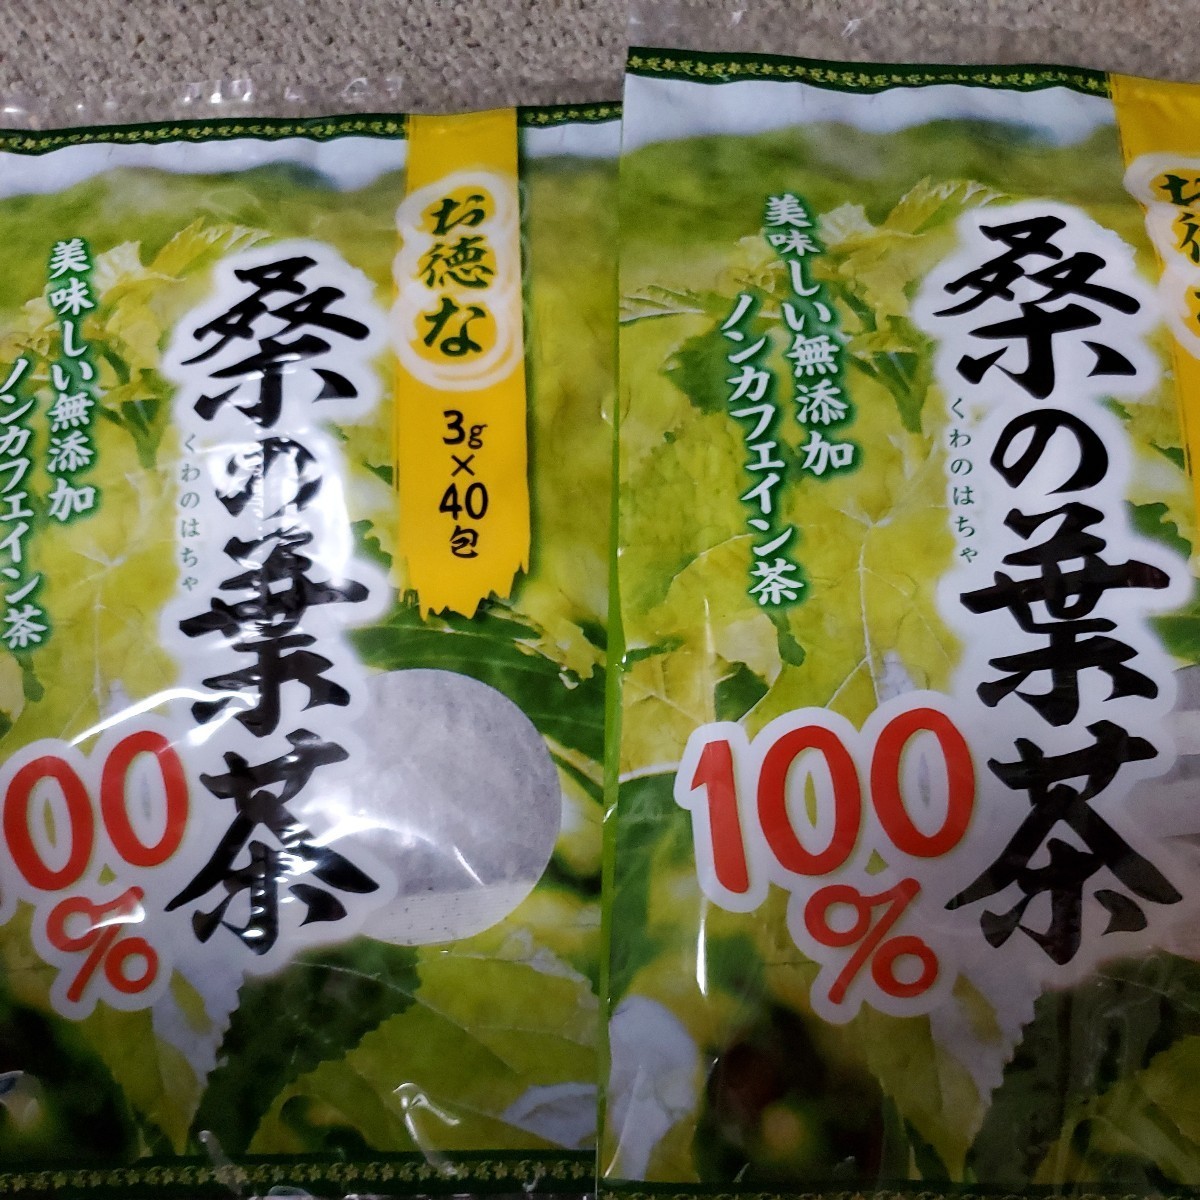 お徳な
3g×40包
桑の葉茶
くわのはちゃ
美味しい無添加
ノンカフェイン茶
00%
お徳
桑の葉茶
くわのはちゃ
美味しい無添加
ノンカフェイン茶
100%